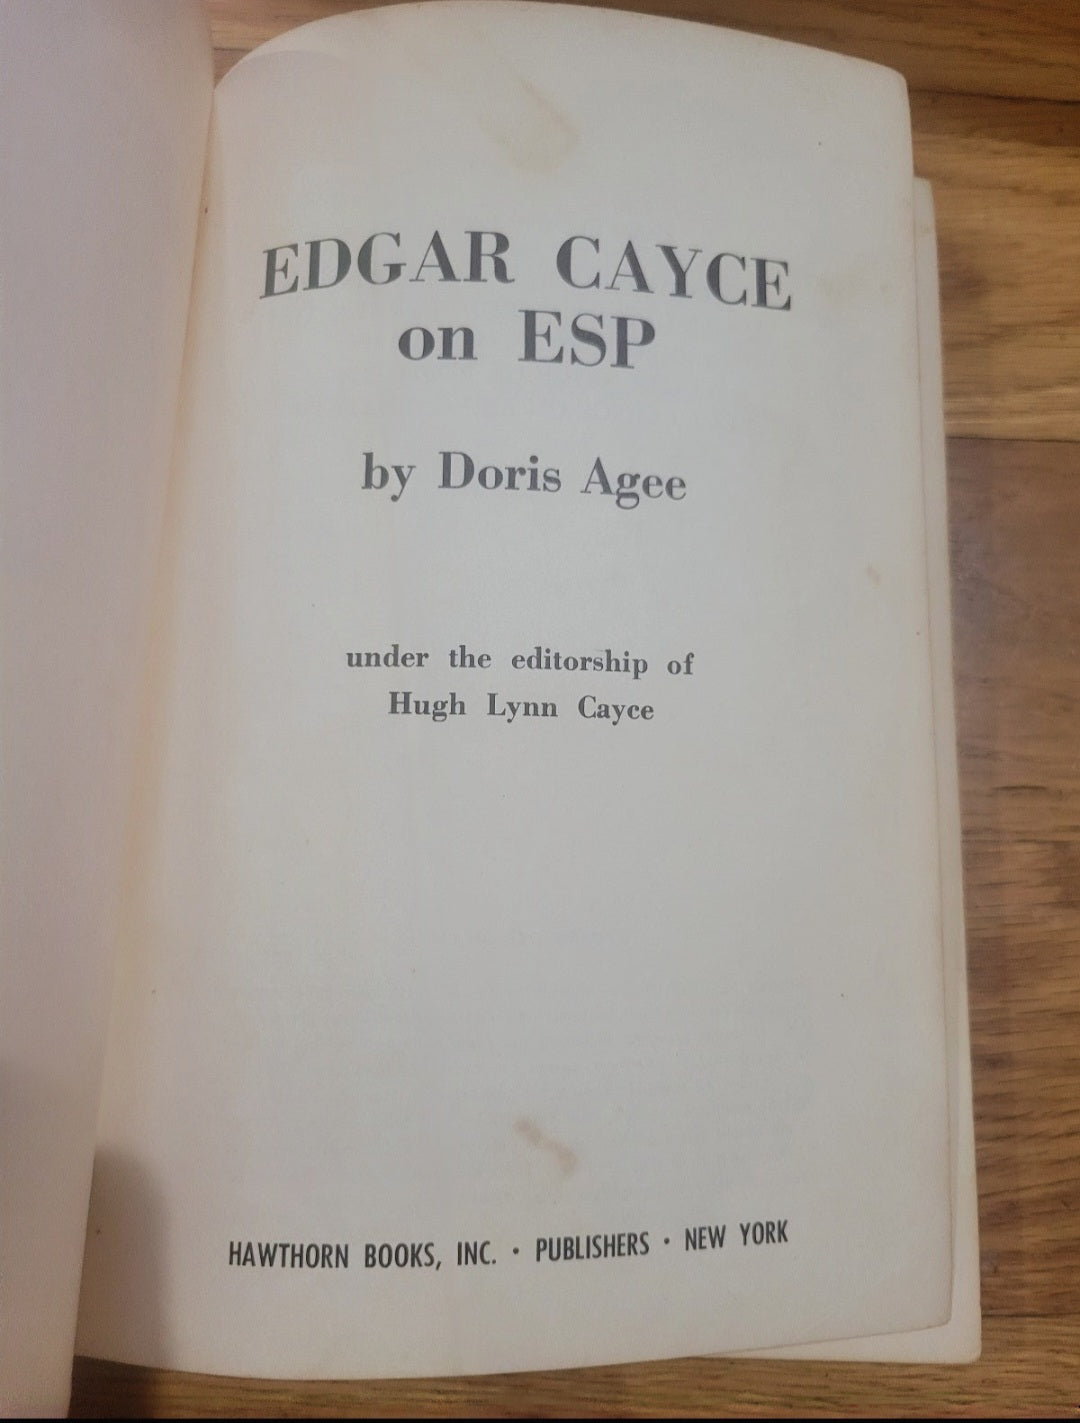 EDGAR CAYCE
on ESP
by Doris Agee
under the editorship of
Hugh Lynn Cayce
HAWTHORN BOOKS, INC. · PUBLISHERS · NEW YORK